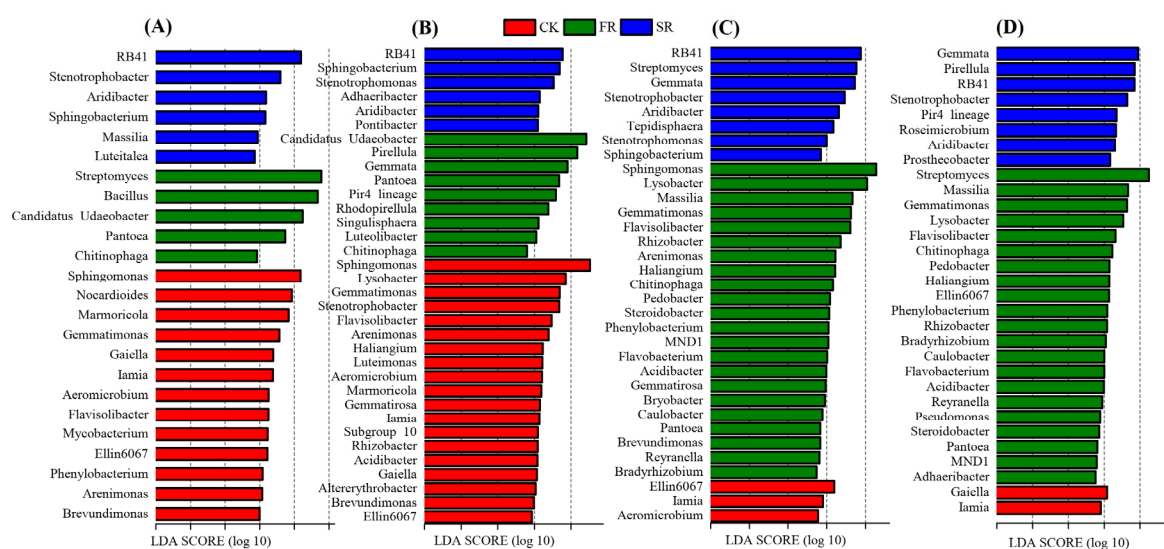 (A)
(B)
(C)
(D)
CK
FR
SR
RB41
Stenotrophobacter
Aridibacter
Sphingobacterium
Massilia
Luteitalea
Streptomyces
Bacillus
Candidatus Udaeobacter
Pantoea
Chitinophaga
Sphingomonas
Nocardioides
Marmoricola
Gemmatimonas
Gaiella
Iamia
Aeromicrobium
Flavisolibacter
Mycobacterium
Ellin6067
Phenylobacterium
Arenimonas
Brevundimonas
LDA SCORE (log 10)
RB41
Sphingobacterium
Stenotrophomonas
Adhaeribacter
Aridibacter
Pontibacter
Candidatus Udaeobacter
Pirellula
Gemmata
Pantoea
Pir4 lineage
Rhodopirellula
Singulisphaera
Luteolibacter
Chitinophaga
Sphingomonas
Lysobacter
Gemmatimonas
Stenotrophobacter
Flavisolibacter
Arenimonas
Haliangium
Luteimonas
Aeromicrobium
Marmoricola
Gemmatirosa
Iamia
Subgroup 10
Rhizobacter
Acidibacter
Gaiella
Altererythrobacter
Brevundimonas
Ellin6067
LDA SCORE (log 10)
RB41
Streptomyces
Gemmata
Stenotrophobacter
Aridibacter
Tepidisphaera
Stenotrophomonas
Sphingobacterium
Sphingomonas
Lysobacter
Massilia
Gemmatimonas
Flavisolibacter
Rhizobacter
Arenimonas
Haliangium
Chitinophaga
Pedobacter
Steroidobacter
Phenylobacterium
MND1
Flavobacterium
Acidibacter
Gemmatirosa
Bryobacter
Caulobacter
Pantoea
Brevundimonas
Reyranella
Bradyrhizobium
Ellin6067
Iamia
Aeromicrobium
LDA SCORE (log 10)
Gemmata
Pirellula
RB41
Stenotrophobacter
Pir4 lineage
Roscimicrobium
Aridibacter
Prosthecobacter
Streptomyces
Massilia
Gemmatimonas
Lysobacter
Flavisolibacter
Chitinophaga
Pedobacter
Haliangium
Ellin6067
Phenylobacterium
Rhizobacter
Bradyrhizobium
Caulobacter
Flavobacterium
Acidibacter
Reyranella
Pseudomonas
Steroidobacter
Pantoea
MND1
Adhaeribacter
Gaiella
Iamia
LDA SCORE (log 10)